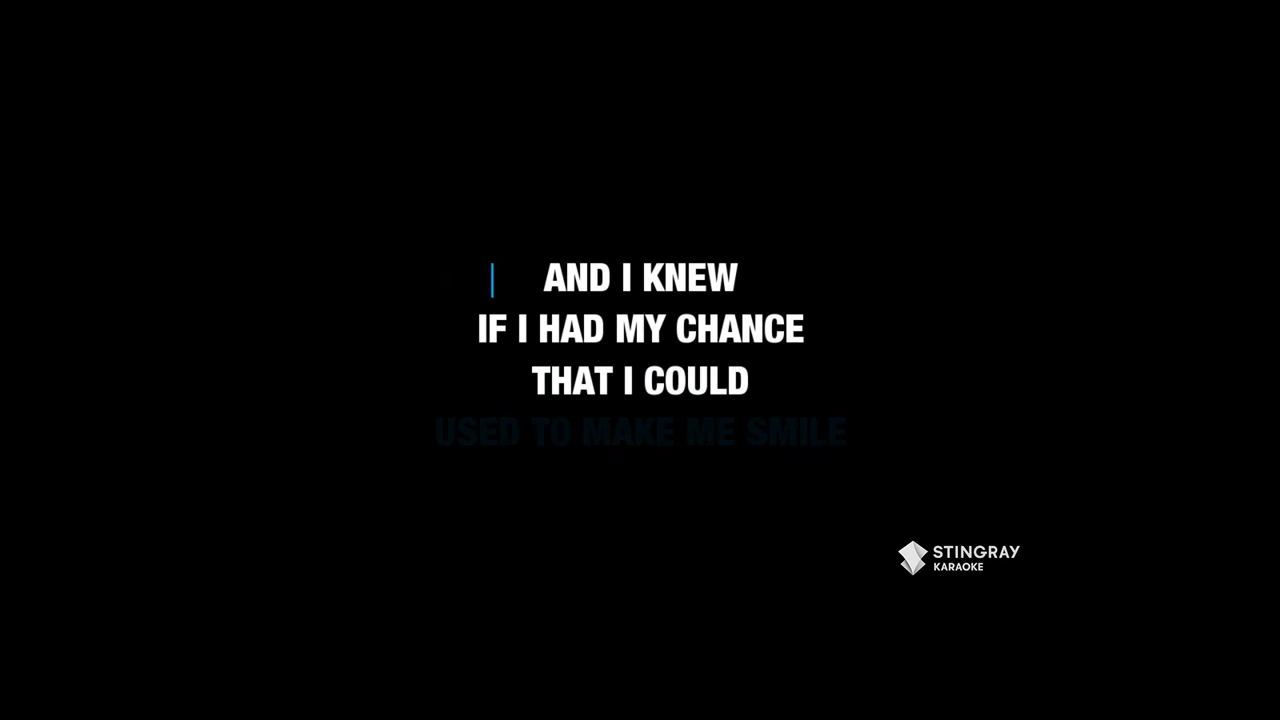 AND I KNEW
IF I HAD MY CHANCE
THAT I COULD
USED TO MAKE ME SMILE
STINGRAY
KARAOKE